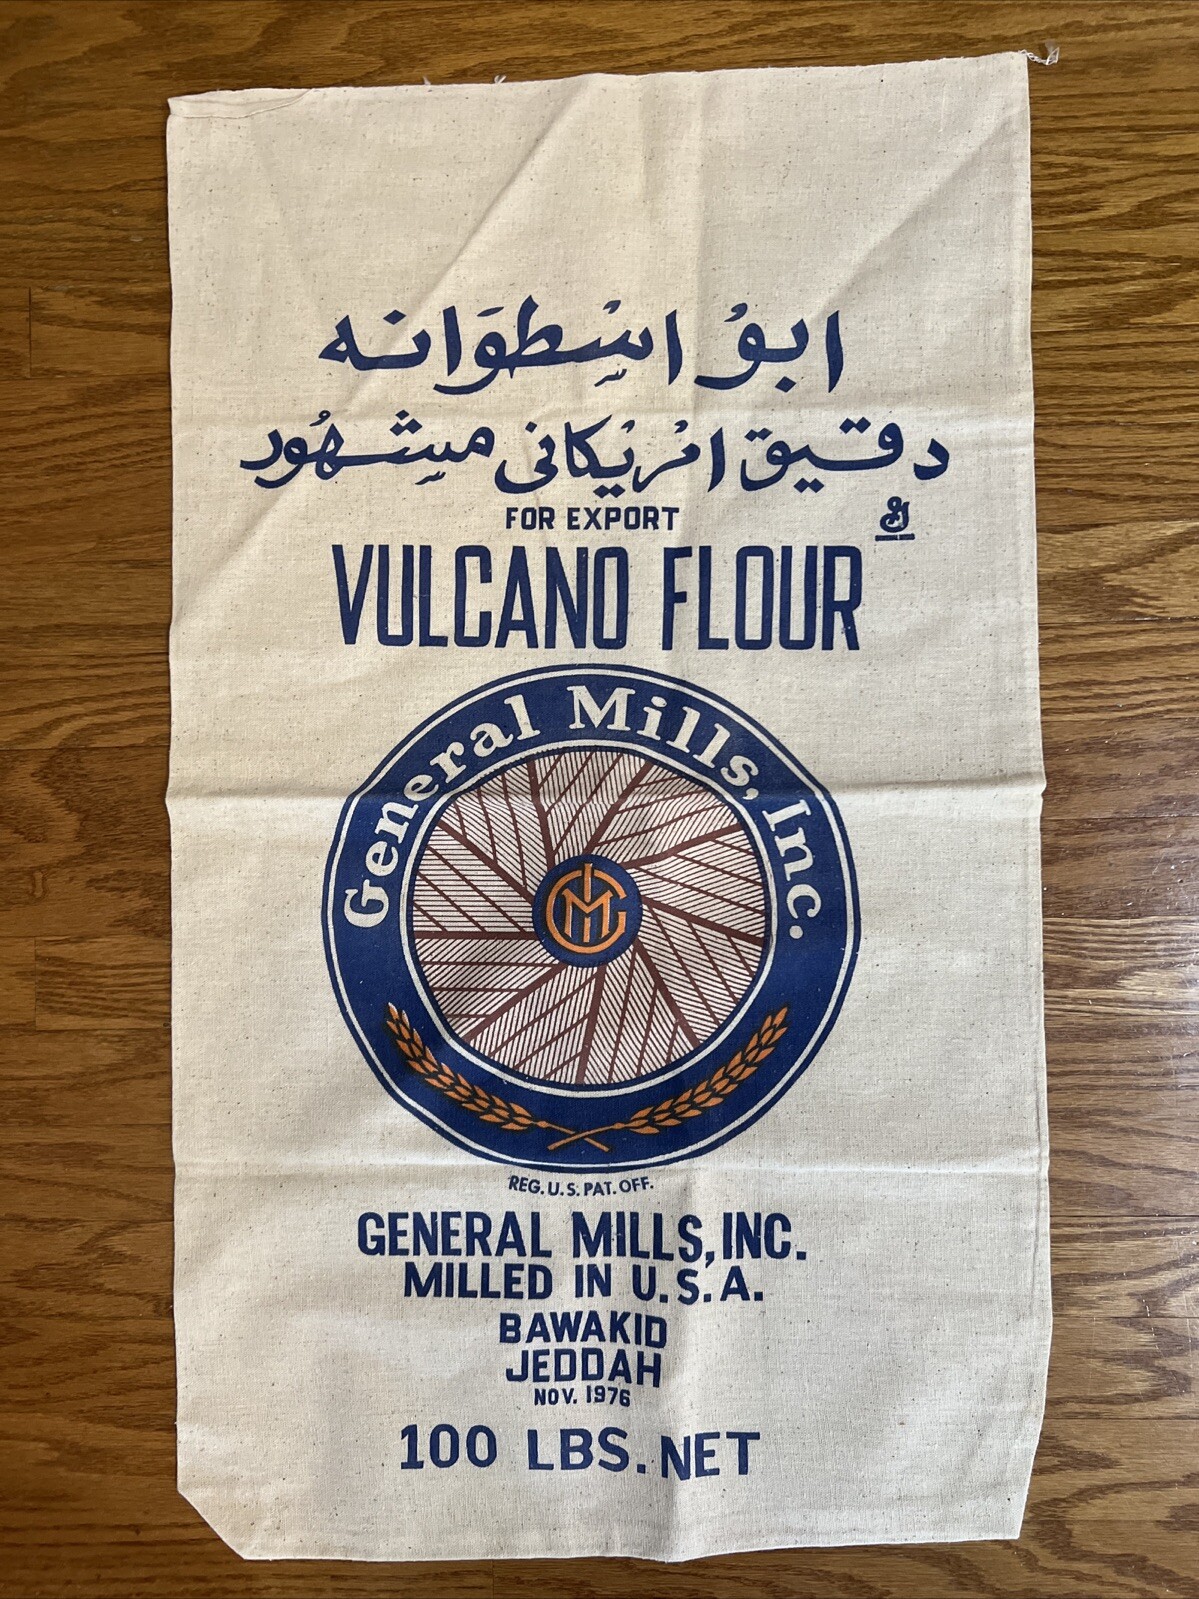 ابو اسطوانه
دقيق امريكانى مشهور
FOR EXPORT
G
VULCANO FLOUR
General Mills, Inc.
GMI
REG. U.S. PAT. OFF.
GENERAL MILLS, INC.
MILLED IN U.S.A.
BAWAKID
JEDDAH
NOV. 1976
100 LBS. NET